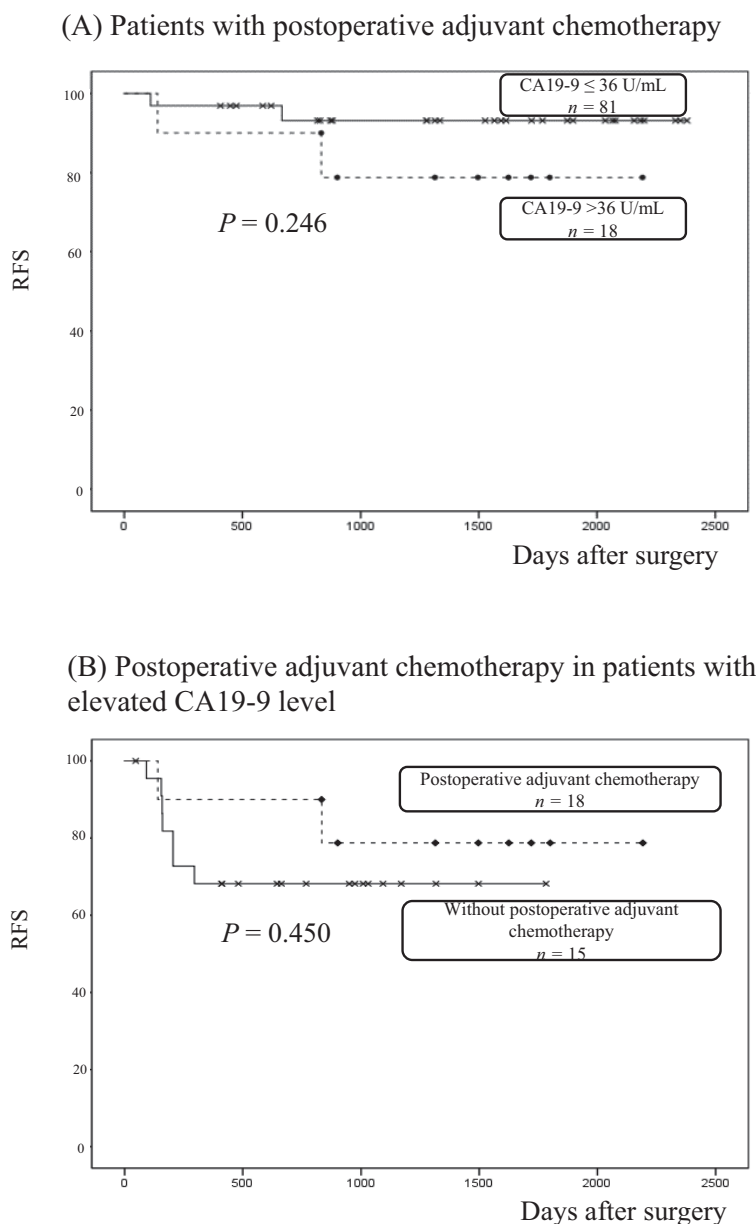 (A) Patients with postoperative adjuvant chemotherapy
100
80
60
40
20
0
RFS
CA19-9 ≤ 36 U/mL
n = 81
CA19-9 >36 U/mL
n = 18
P = 0.246
0 500 1000 1500 2000 2500
Days after surgery
(B) Postoperative adjuvant chemotherapy in patients with
elevated CA19-9 level
100
80
60
40
20
0
RFS
Postoperative adjuvant chemotherapy
n = 18
Without postoperative adjuvant
chemotherapy
n = 15
P = 0.450
0 500 1000 1500 2000 2500
Days after surgery